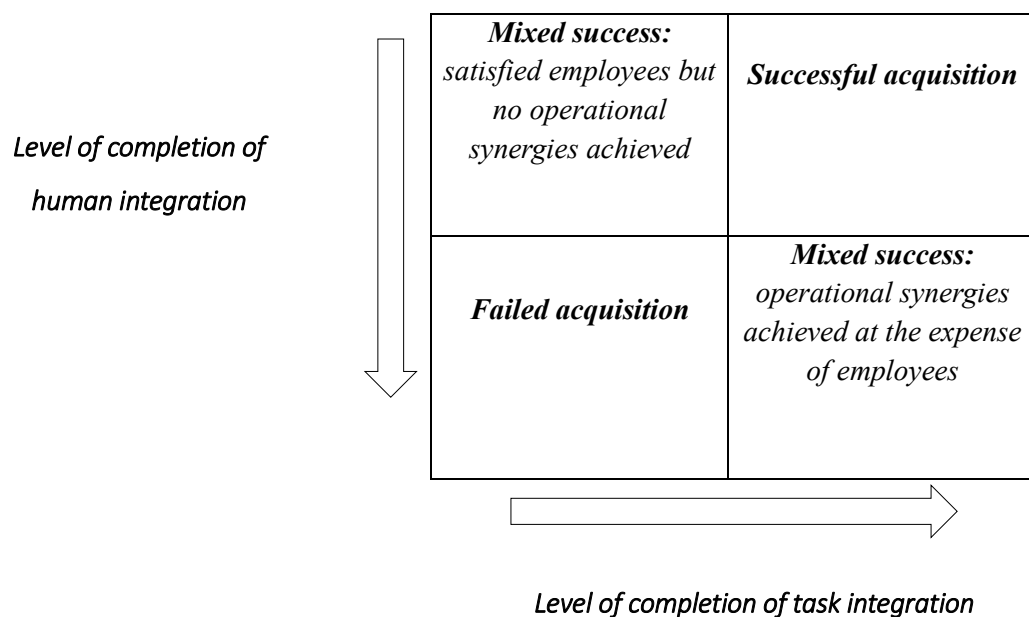 Level of completion of
human integration
Mixed success:
satisfied employees but
no operational
synergies achieved
Successful acquisition
Failed acquisition
Mixed success:
operational synergies
achieved at the expense
of employees
Level of completion of task integration